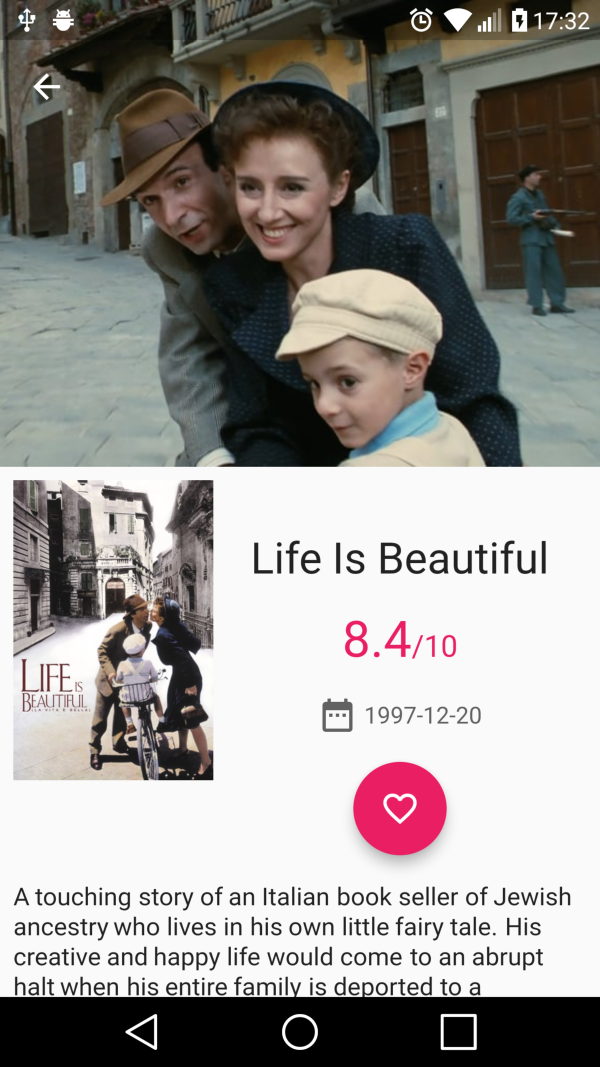 17:32
Life Is Beautiful
8.4/10
1997-12-20
LIFE IS
BEAUTIFUL
(LA VITA È BELLA)
A touching story of an Italian book seller of Jewish
ancestry who lives in his own little fairy tale. His
creative and happy life would come to an abrupt
halt when his entire family is deported to a